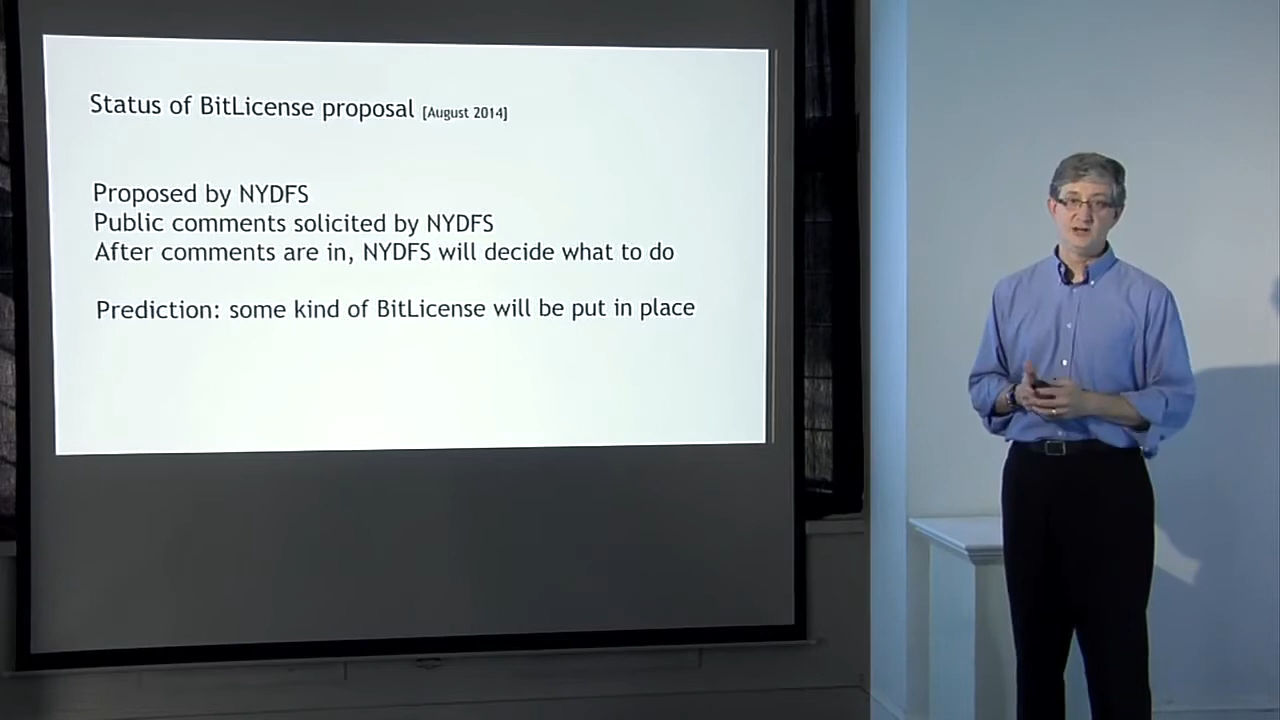 Status of BitLicense proposal [August 2014]
Proposed by NYDFS
Public comments solicited by NYDFS
After comments are in, NYDFS will decide what to do
Prediction: some kind of BitLicense will be put in place